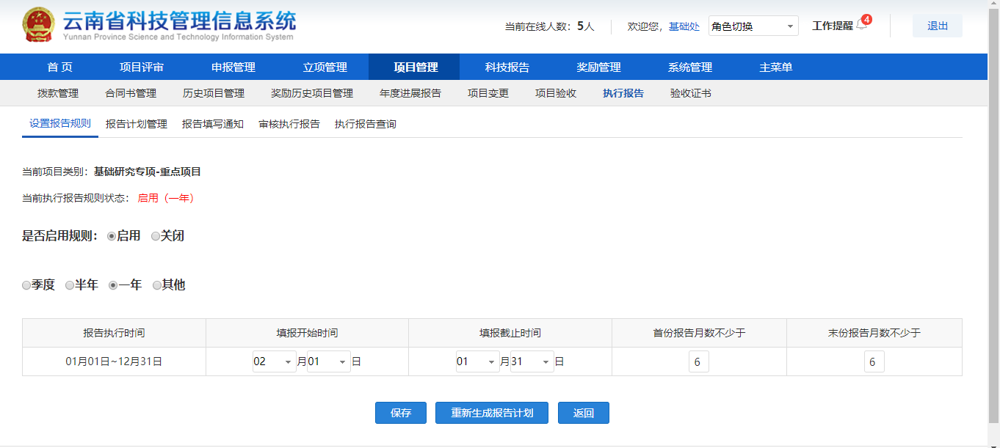 云南省科技管理信息系统
Yunnan Province Science and Technology Information System
当前在线人数: 5人 欢迎您, 基础处 角色切换 工作提醒 4 退出
首 页 项目评审 申报管理 立项管理 项目管理 科技报告 奖励管理 系统管理 主菜单
拨款管理 合同书管理 历史项目管理 奖励历史项目管理 年度进展报告 项目变更 项目验收 执行报告 验收证书
设置报告规则 报告计划管理 报告填写通知 审核执行报告 执行报告查询
当前项目类别: 基础研究专项-重点项目
当前执行报告规则状态: 启用（一年）
是否启用规则: 启用 关闭
季度 半年 一年 其他
报告执行时间 填报开始时间 填报截止时间 首份报告月数不少于 末份报告月数不少于
01月01日~12月31日 02 月 01 日 01 月 31 日 6 6
保存 重新生成报告计划 返回